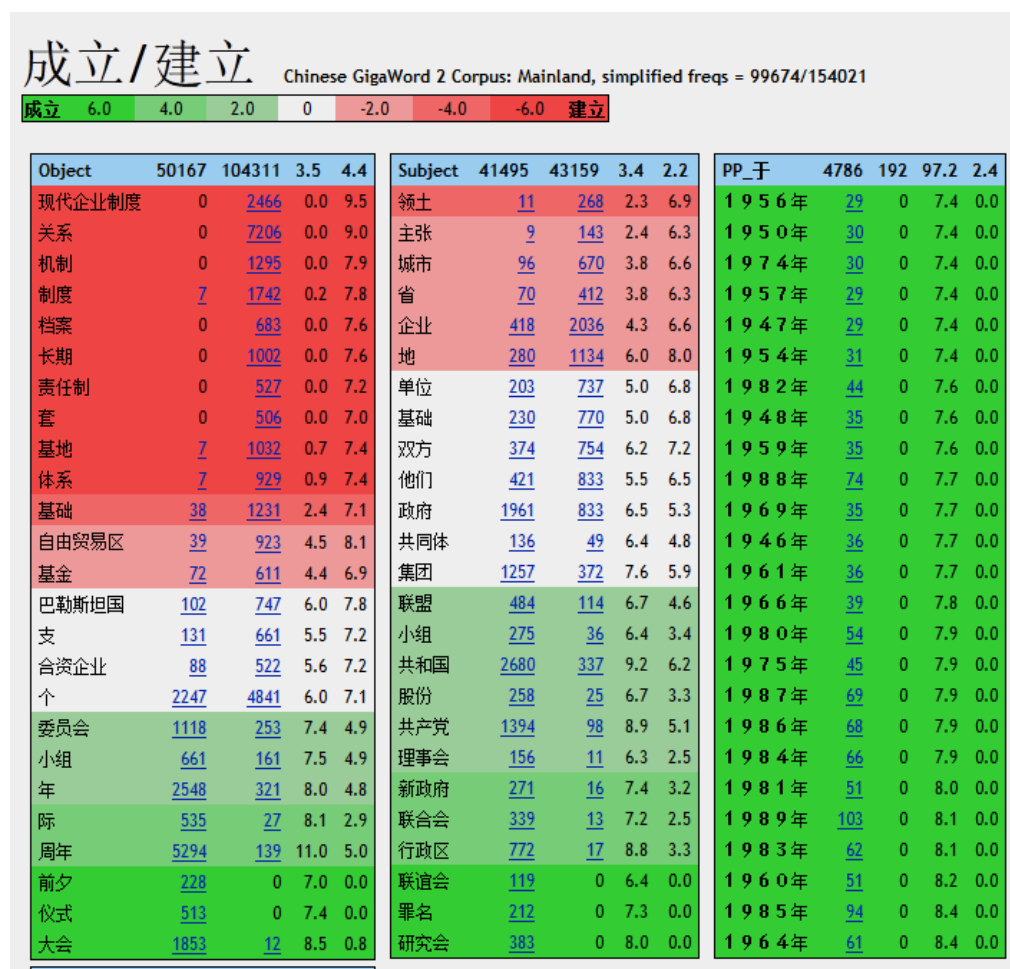 成立/建立 Chinese GigaWord 2 Corpus: Mainland, simplified freqs = 99674/154021
成立 6.0 4.0 2.0 0 -2.0 -4.0 -6.0 建立
Object 50167 104311 3.5 4.4
现代企业制度 0 2466 0.0 9.5
关系 0 7206 0.0 9.0
机制 0 1295 0.0 7.9
制度 7 1742 0.2 7.8
档案 0 683 0.0 7.6
长期 0 1002 0.0 7.6
责任制 0 527 0.0 7.2
套 0 506 0.0 7.0
基地 7 1032 0.7 7.4
体系 7 929 0.9 7.4
基础 38 1231 2.4 7.1
自由贸易区 39 923 4.5 8.1
基金 72 611 4.4 6.9
巴勒斯坦国 102 747 6.0 7.8
支 131 661 5.5 7.2
合资企业 88 522 5.6 7.2
个 2247 4841 6.0 7.1
委员会 1118 253 7.4 4.9
小组 661 161 7.5 4.9
年 2548 321 8.0 4.8
际 535 27 8.1 2.9
周年 5294 139 11.0 5.0
前夕 228 0 7.0 0.0
仪式 513 0 7.4 0.0
大会 1853 12 8.5 0.8
Subject 41495 43159 3.4 2.2
领土 11 268 2.3 6.9
主张 9 143 2.4 6.3
城市 96 670 3.8 6.6
省 70 412 3.8 6.3
企业 418 2036 4.3 6.6
地 280 1134 6.0 8.0
单位 203 737 5.0 6.8
基础 230 770 5.0 6.8
双方 374 754 6.2 7.2
他们 421 833 5.5 6.5
政府 1961 833 6.5 5.3
共同体 136 49 6.4 4.8
集团 1257 372 7.6 5.9
联盟 484 114 6.7 4.6
小组 275 36 6.4 3.4
共和国 2680 337 9.2 6.2
股份 258 25 6.7 3.3
共产党 1394 98 8.9 5.1
理事会 156 11 6.3 2.5
新政府 271 16 7.4 3.2
联合会 339 13 7.2 2.5
行政区 772 17 8.8 3.3
联谊会 119 0 6.4 0.0
罪名 212 0 7.3 0.0
研究会 383 0 8.0 0.0
PP_于 4786 192 97.2 2.4
1956年 29 0 7.4 0.0
1950年 30 0 7.4 0.0
1974年 30 0 7.4 0.0
1957年 29 0 7.4 0.0
1947年 29 0 7.4 0.0
1954年 31 0 7.4 0.0
1982年 44 0 7.6 0.0
1948年 35 0 7.6 0.0
1959年 35 0 7.6 0.0
1988年 74 0 7.7 0.0
1969年 35 0 7.7 0.0
1946年 36 0 7.7 0.0
1961年 36 0 7.7 0.0
1966年 39 0 7.8 0.0
1980年 54 0 7.9 0.0
1975年 45 0 7.9 0.0
1987年 69 0 7.9 0.0
1986年 68 0 7.9 0.0
1984年 66 0 7.9 0.0
1981年 51 0 8.0 0.0
1989年 103 0 8.1 0.0
1983年 62 0 8.1 0.0
1960年 51 0 8.2 0.0
1985年 94 0 8.4 0.0
1964年 61 0 8.4 0.0